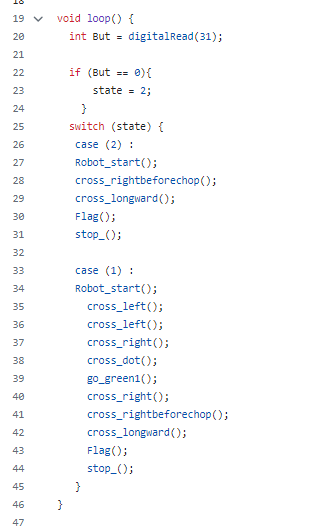 18
19 void loop() {
20 int But = digitalRead(31);
21
22 if (But == 0){
23 state = 2;
24 }
25 switch (state) {
26 case (2) :
27 Robot_start();
28 cross_rightbeforechop();
29 cross_longward();
30 Flag();
31 stop_();
32
33 case (1) :
34 Robot_start();
35 cross_left();
36 cross_left();
37 cross_right();
38 cross_dot();
39 go_green1();
40 cross_right();
41 cross_rightbeforechop();
42 cross_longward();
43 Flag();
44 stop_();
45 }
46 }
47